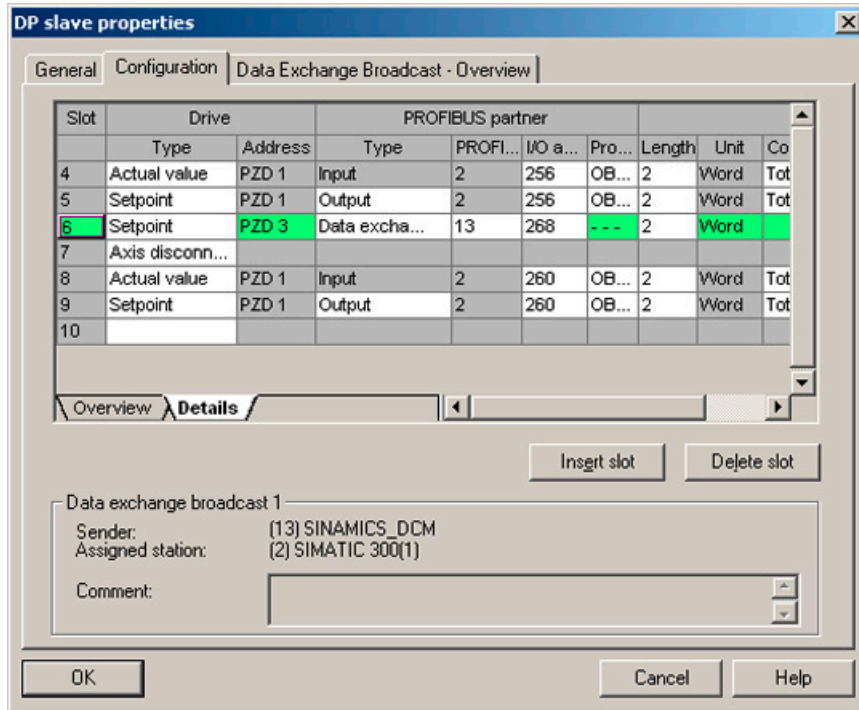 DP slave properties
General Configuration Data Exchange Broadcast - Overview
Slot Drive PROFIBUS partner
Type Address Type PROFI... I/O a... Pro... Length Unit Co
4 Actual value PZD 1 Input 2 256 OB... 2 Word Tot
5 Setpoint PZD 1 Output 2 256 OB... 2 Word Tot
6 Setpoint PZD 3 Data excha... 13 268 - - - 2 Word
7 Axis disconn...
8 Actual value PZD 1 Input 2 260 OB... 2 Word Tot
9 Setpoint PZD 1 Output 2 260 OB... 2 Word Tot
10
Overview Details
Insert slot Delete slot
Data exchange broadcast 1
Sender: (13) SINAMICS_DCM
Assigned station: (2) SIMATIC 300(1)
Comment:
OK Cancel Help